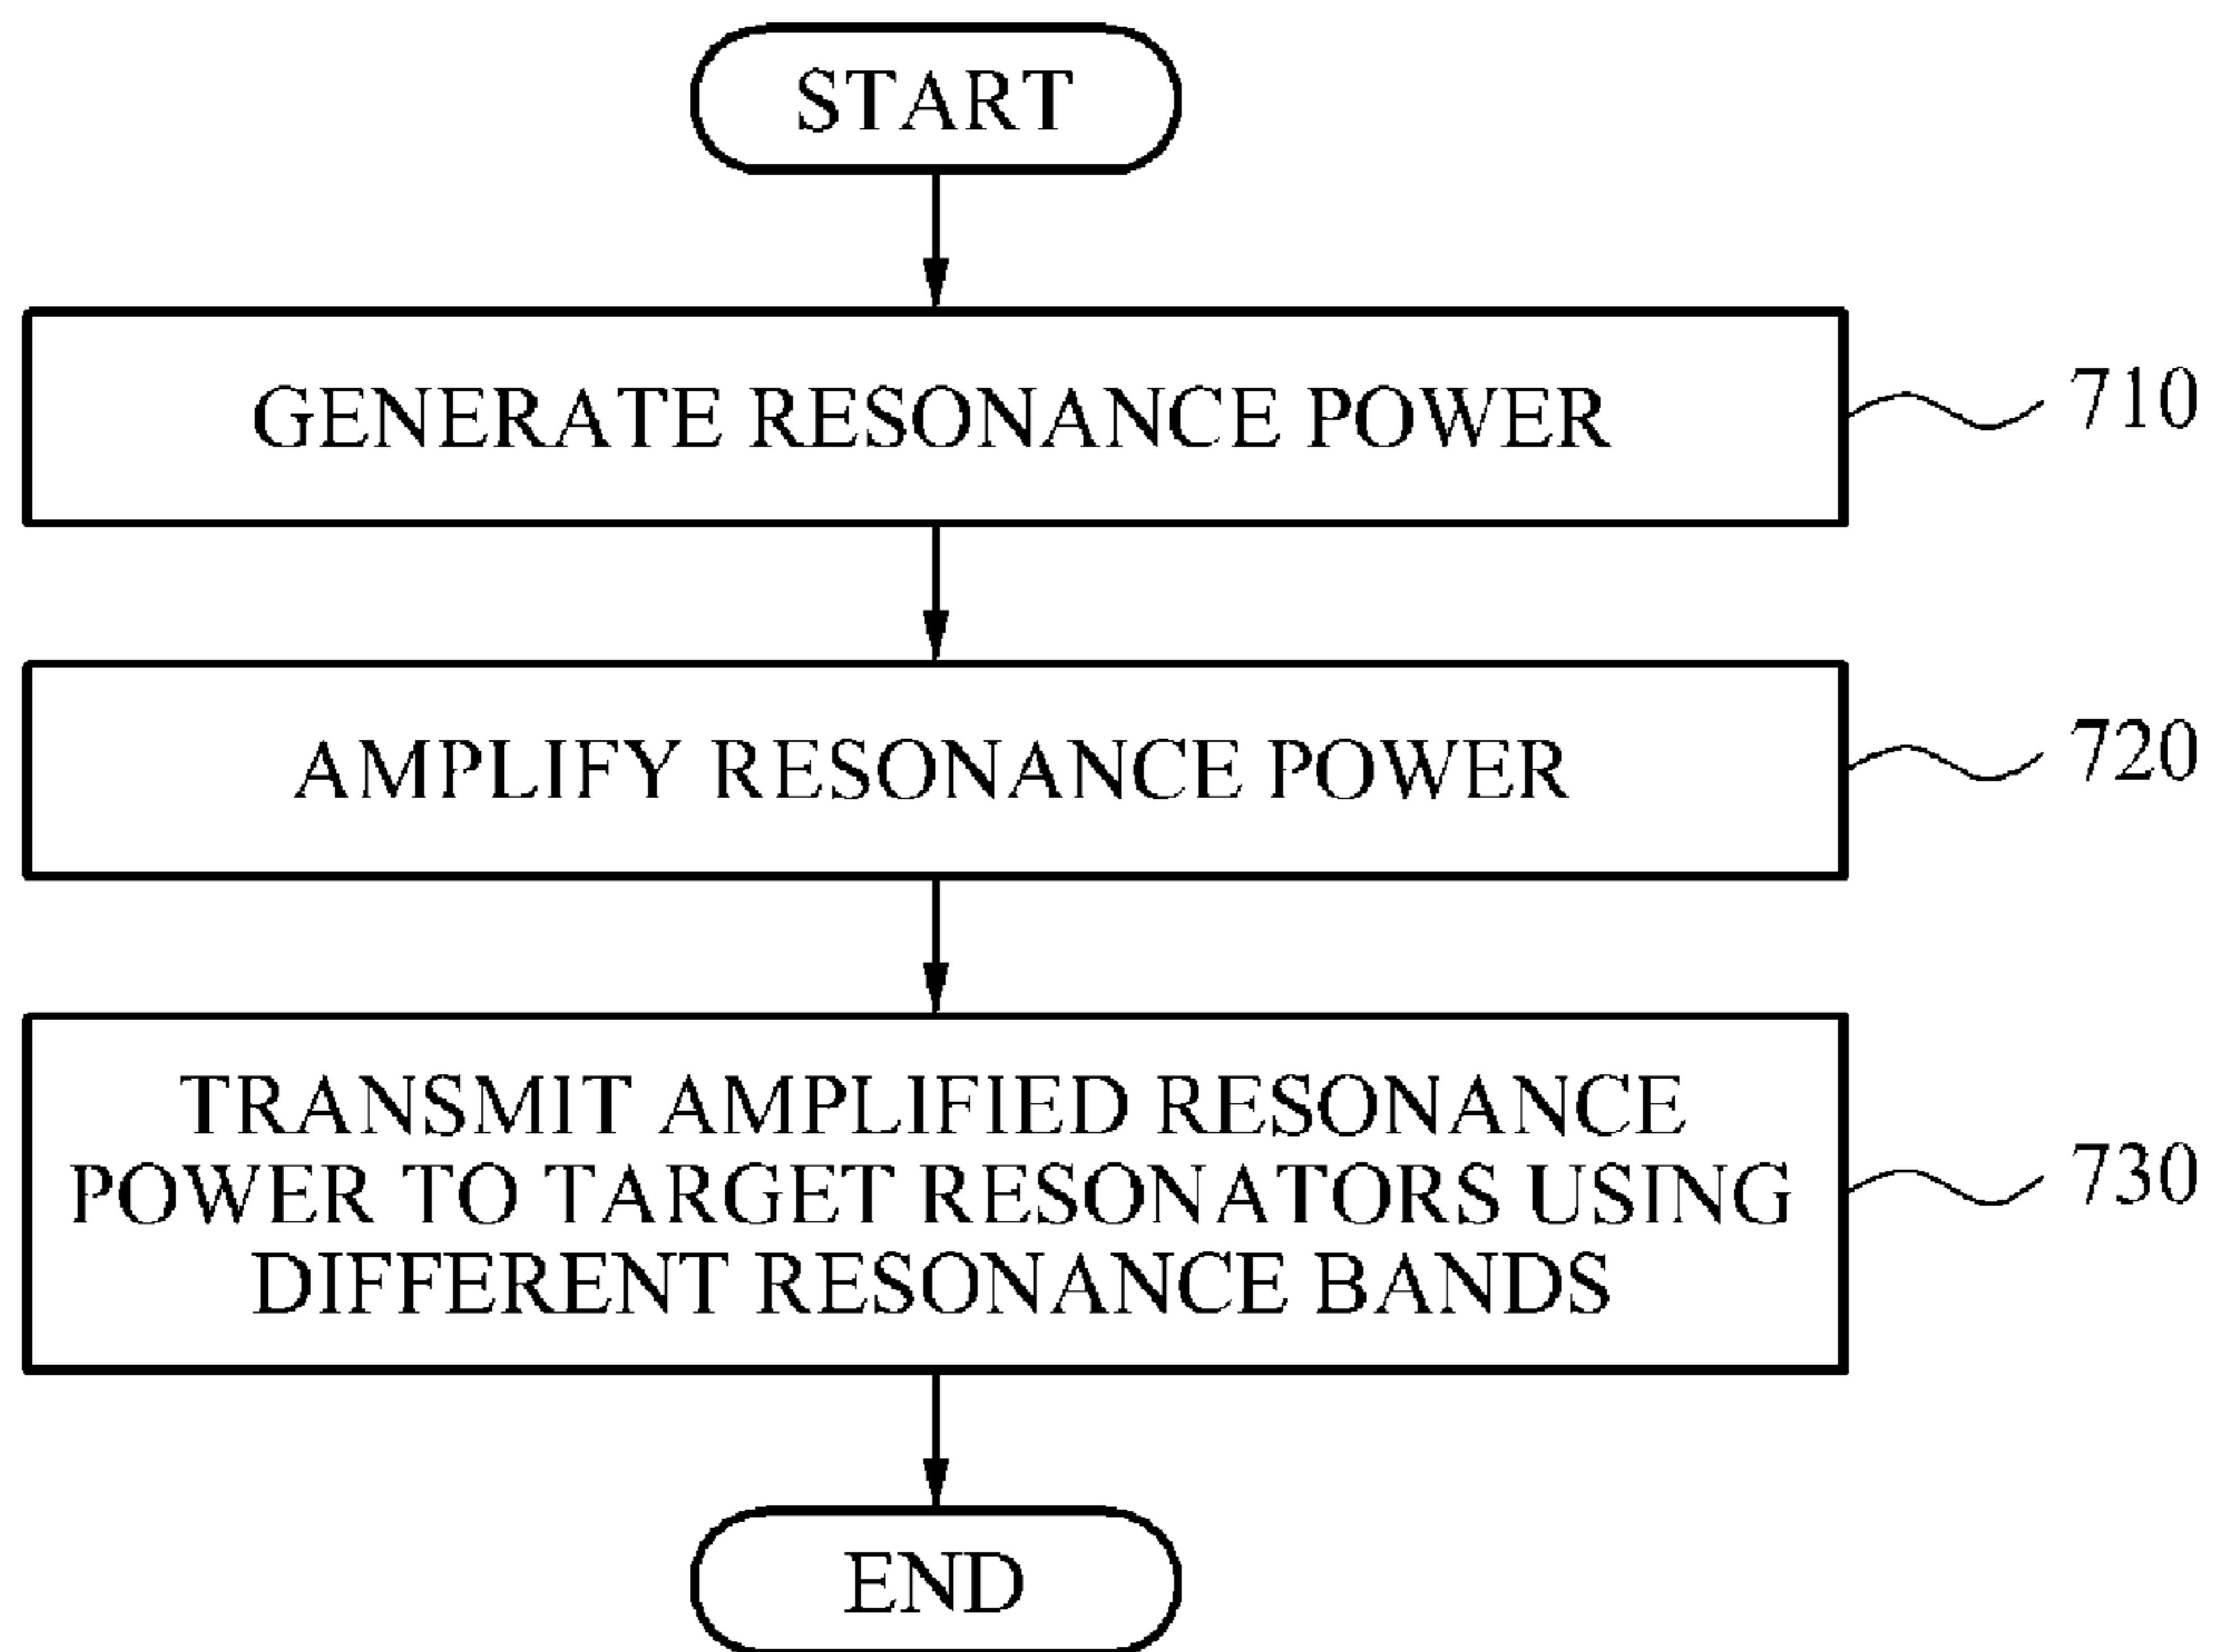 START
GENERATE RESONANCE POWER
710
AMPLIFY RESONANCE POWER
720
TRANSMIT AMPLIFIED RESONANCE
POWER TO TARGET RESONATORS USING
DIFFERENT RESONANCE BANDS
730
END